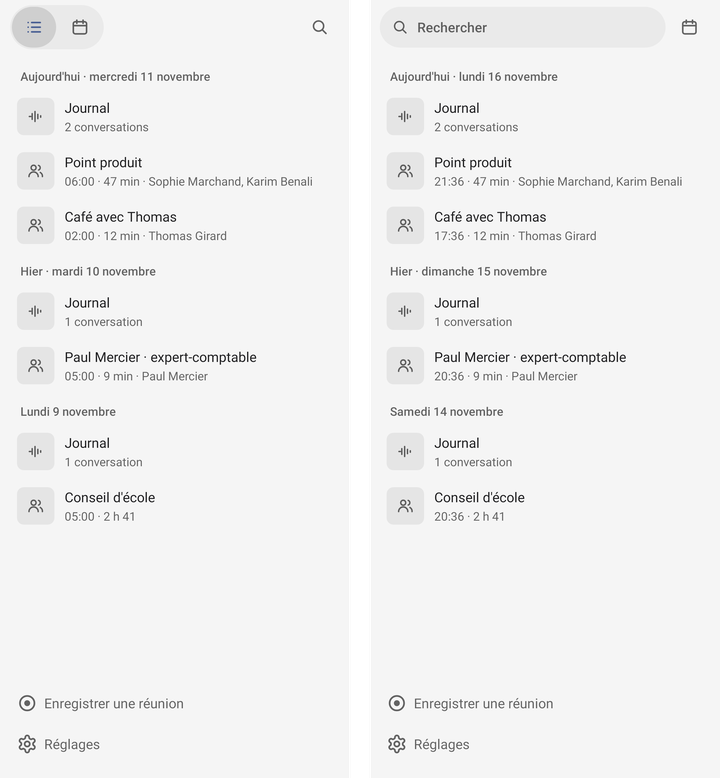 Aujourd'hui · mercredi 11 novembre
Journal
2 conversations
Point produit
06:00 · 47 min · Sophie Marchand, Karim Benali
Café avec Thomas
02:00 · 12 min · Thomas Girard
Hier · mardi 10 novembre
Journal
1 conversation
Paul Mercier · expert-comptable
05:00 · 9 min · Paul Mercier
Lundi 9 novembre
Journal
1 conversation
Conseil d'école
05:00 · 2 h 41
Enregistrer une réunion
Réglages
Rechercher
Aujourd'hui · lundi 16 novembre
Journal
2 conversations
Point produit
21:36 · 47 min · Sophie Marchand, Karim Benali
Café avec Thomas
17:36 · 12 min · Thomas Girard
Hier · dimanche 15 novembre
Journal
1 conversation
Paul Mercier · expert-comptable
20:36 · 9 min · Paul Mercier
Samedi 14 novembre
Journal
1 conversation
Conseil d'école
20:36 · 2 h 41
Enregistrer une réunion
Réglages